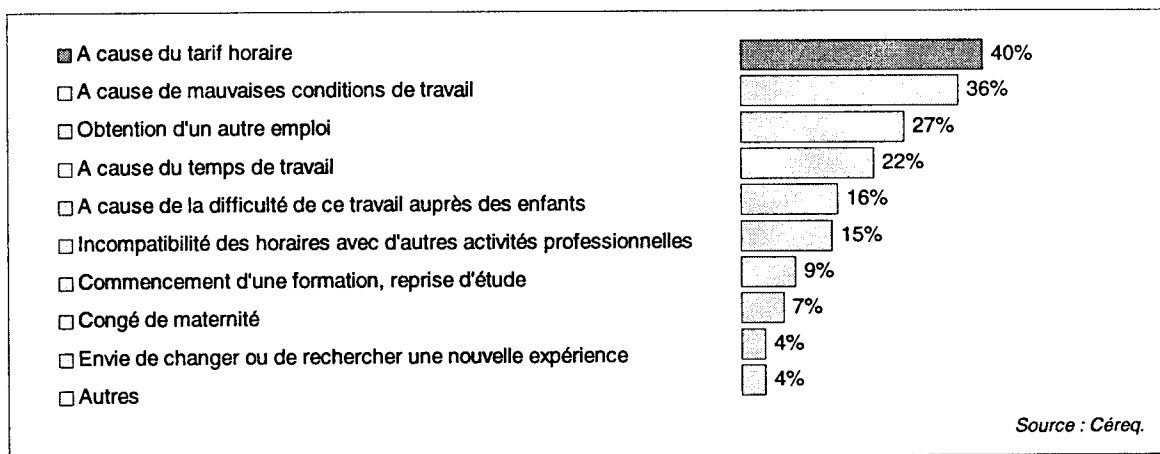 A cause du tarif horaire 40%
A cause de mauvaises conditions de travail 36%
Obtention d'un autre emploi 27%
A cause du temps de travail 22%
A cause de la difficulté de ce travail auprès des enfants 16%
Incompatibilité des horaires avec d'autres activités professionnelles 15%
Commencement d'une formation, reprise d'étude 9%
Congé de maternité 7%
Envie de changer ou de rechercher une nouvelle expérience 4%
Autres 4%
Source : Céreq.